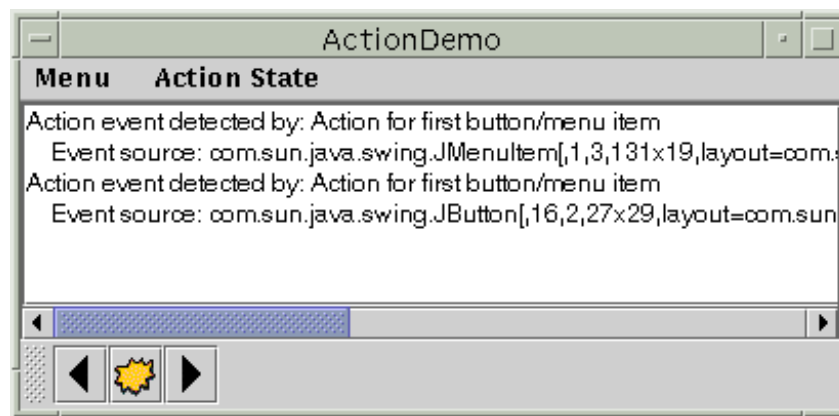 ActionDemo
Menu Action State
Action event detected by: Action for first button/menu item
Event source: com.sun.java.swing.JMenuItem[,1,3,131x19,layout=com.s
Action event detected by: Action for first button/menu item
Event source: com.sun.java.swing.JButton[,16,2,27x29,layout=com.sun